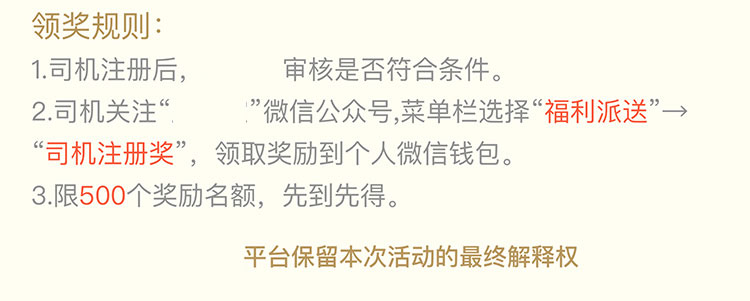 领奖规则：
1.司机注册后，审核是否符合条件。
2.司机关注“ ”微信公众号,菜单栏选择“福利派送”→
“司机注册奖”，领取奖励到个人微信钱包。
3.限500个奖励名额，先到先得。
平台保留本次活动的最终解释权